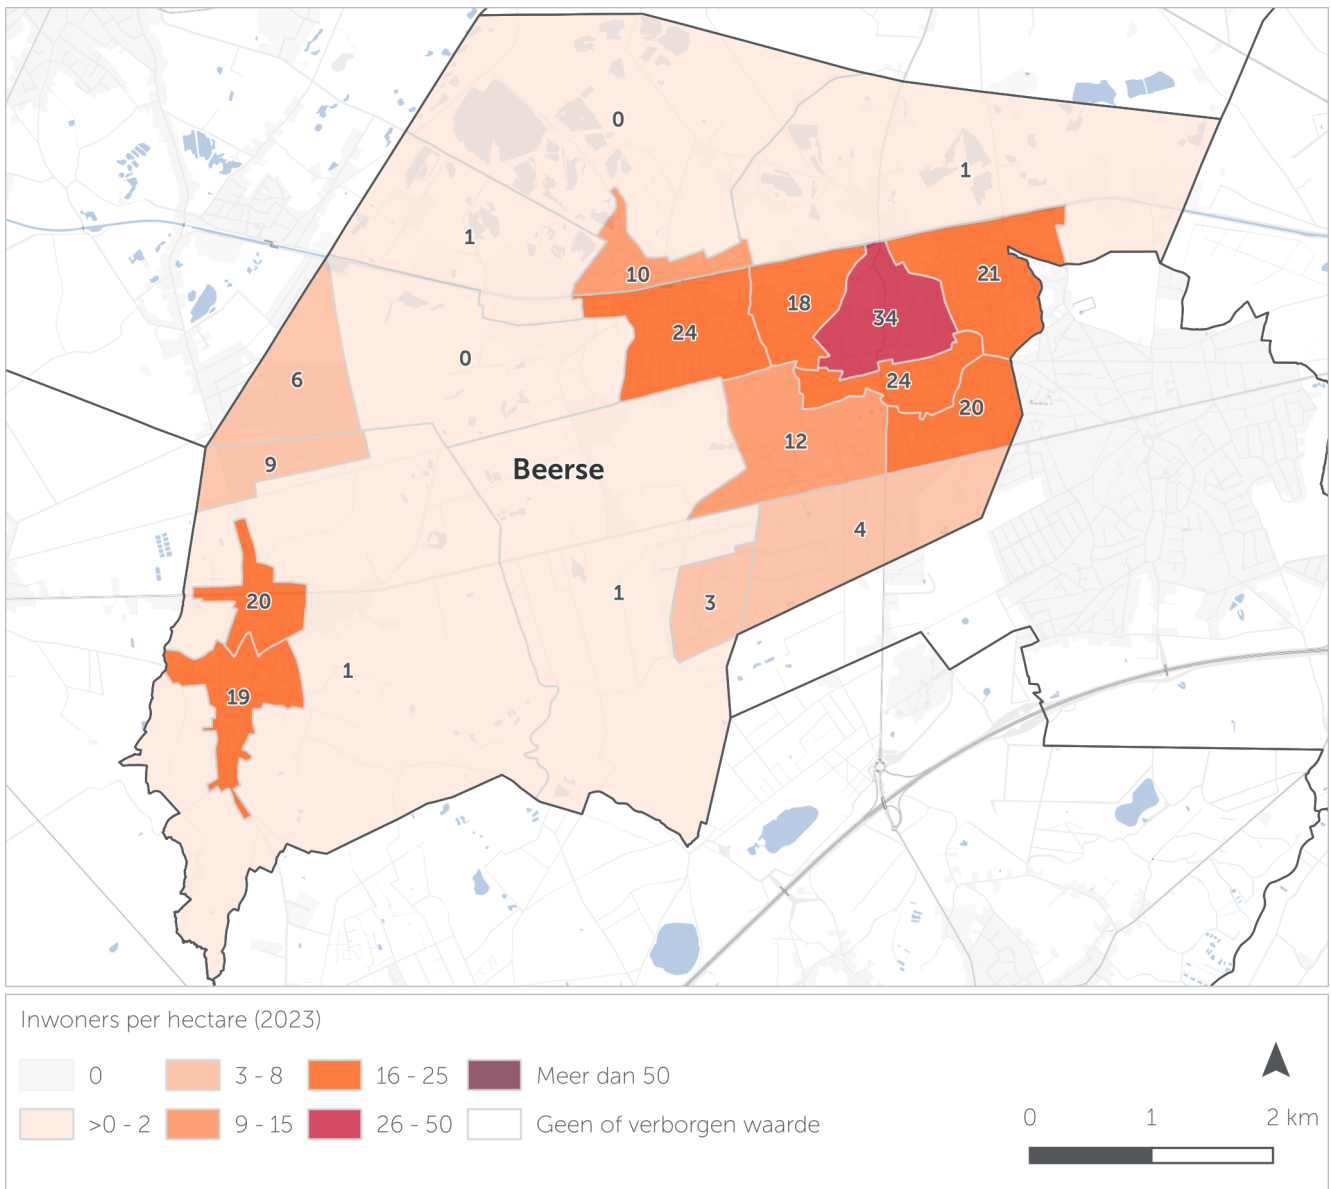 0
1
1
10
21
18
34
24
0
6
24
20
12
9
Beerse
4
1
3
20
1
19
Inwoners per hectare (2023)
0
3 - 8
16 - 25
Meer dan 50
>0 - 2
9 - 15
26 - 50
Geen of verborgen waarde
0 1 2 km